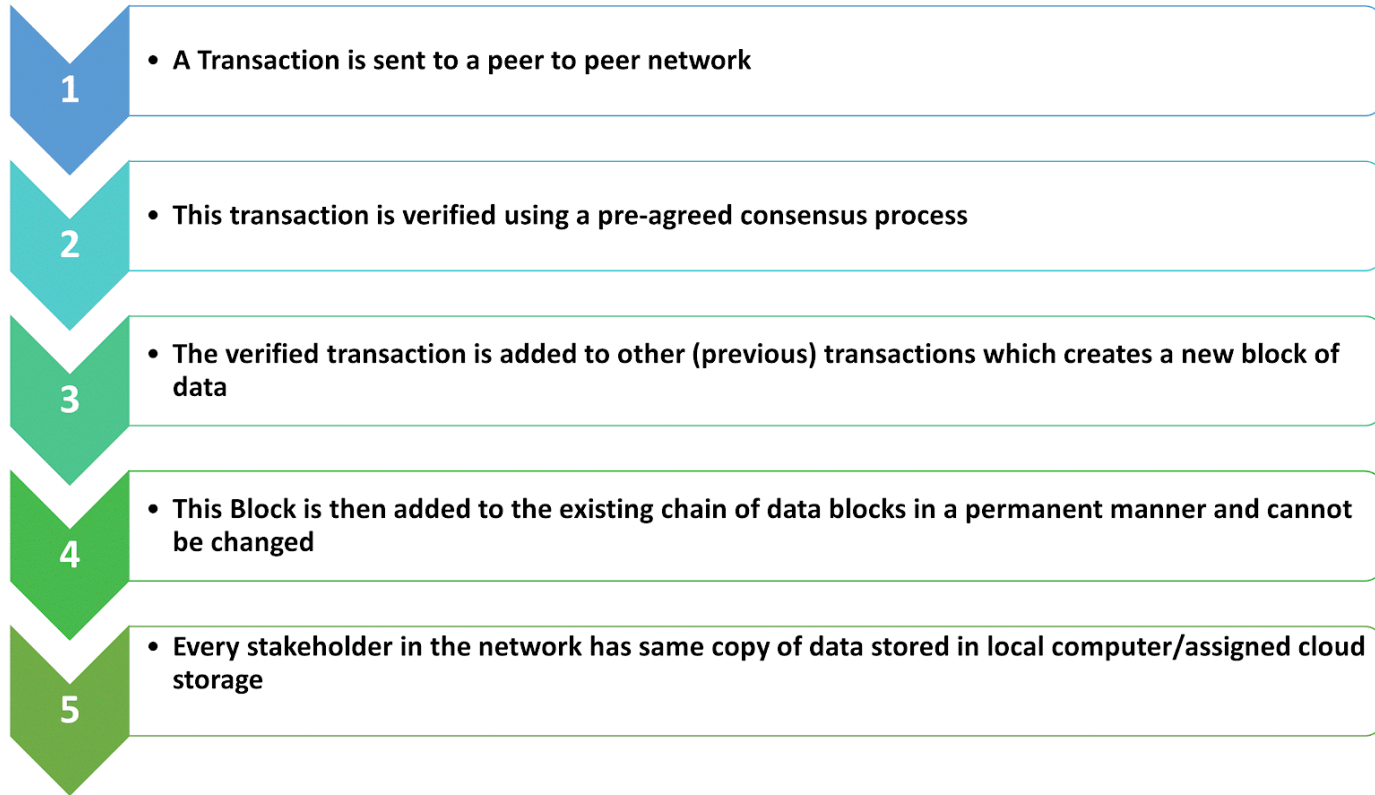 1
• A Transaction is sent to a peer to peer network
2
• This transaction is verified using a pre-agreed consensus process
3
• The verified transaction is added to other (previous) transactions which creates a new block of
data
4
• This Block is then added to the existing chain of data blocks in a permanent manner and cannot
be changed
5
• Every stakeholder in the network has same copy of data stored in local computer/assigned cloud
storage